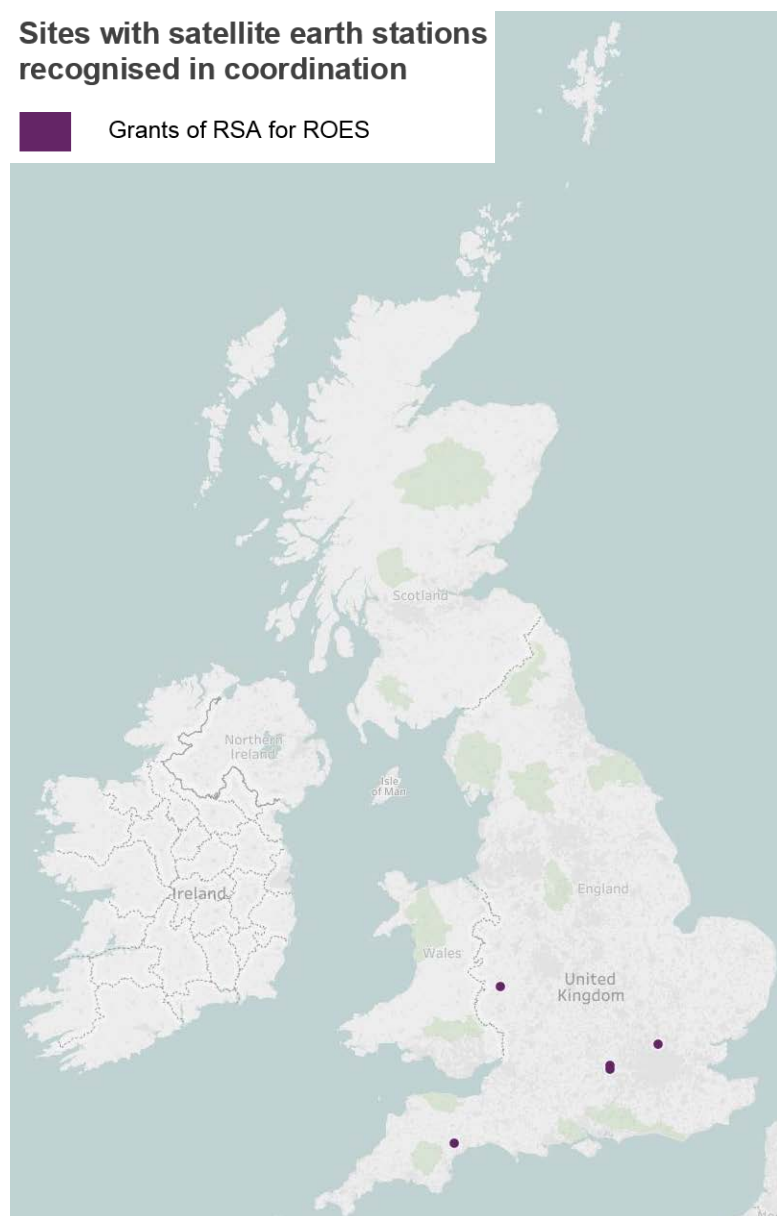 Sites with satellite earth stations
recognised in coordination
Grants of RSA for ROES
Scotland
Northern
Ireland
Isle
of Man
Ireland
England
Wales
United
Kingdom